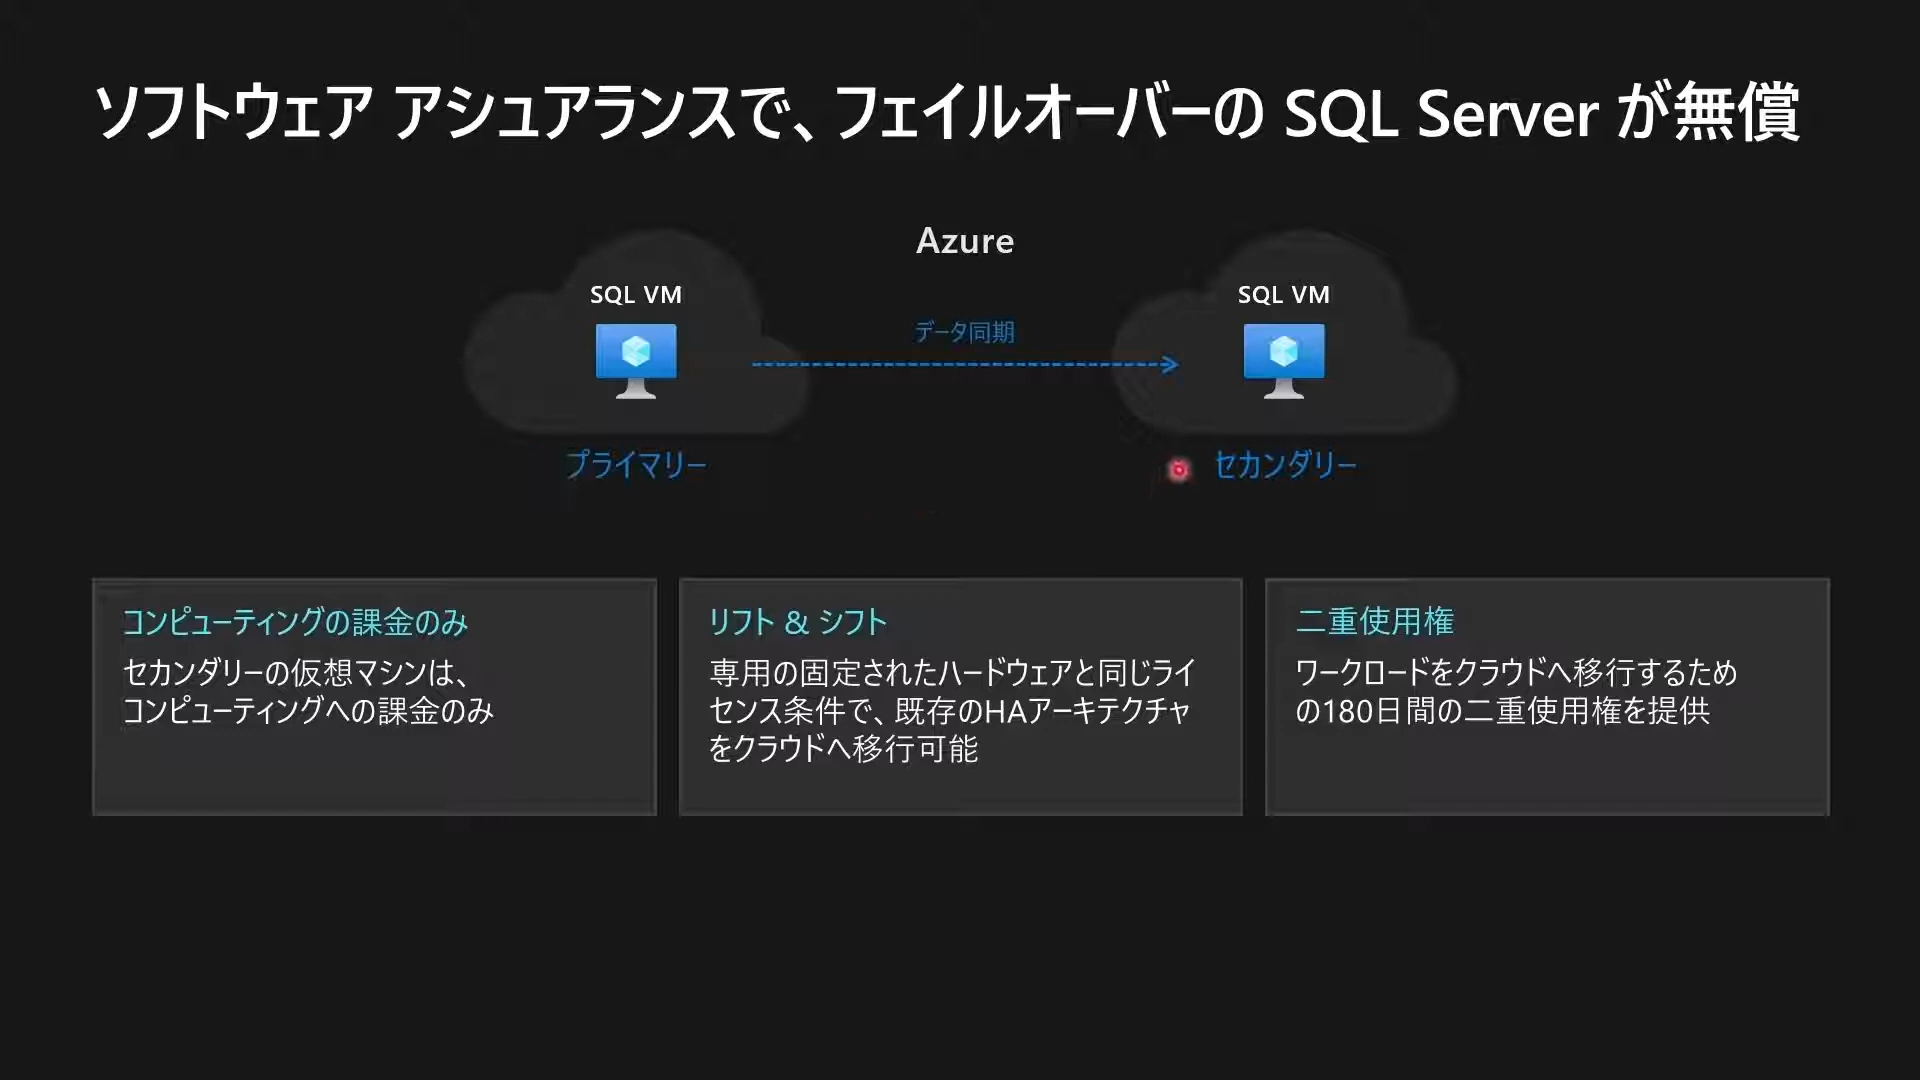 ソフトウェア アシュアランスで、フェイルオーバーの SQL Server が無償
Azure
SQL VM
SQL VM
データ同期
プライマリー
セカンダリー
コンピューティングの課金のみ
セカンダリーの仮想マシンは、
コンピューティングへの課金のみ
リフト & シフト
専用の固定されたハードウェアと同じライ
センス条件で、既存のHAアーキテクチャ
をクラウドへ移行可能
二重使用権
ワークロードをクラウドへ移行するため
の180日間の二重使用権を提供